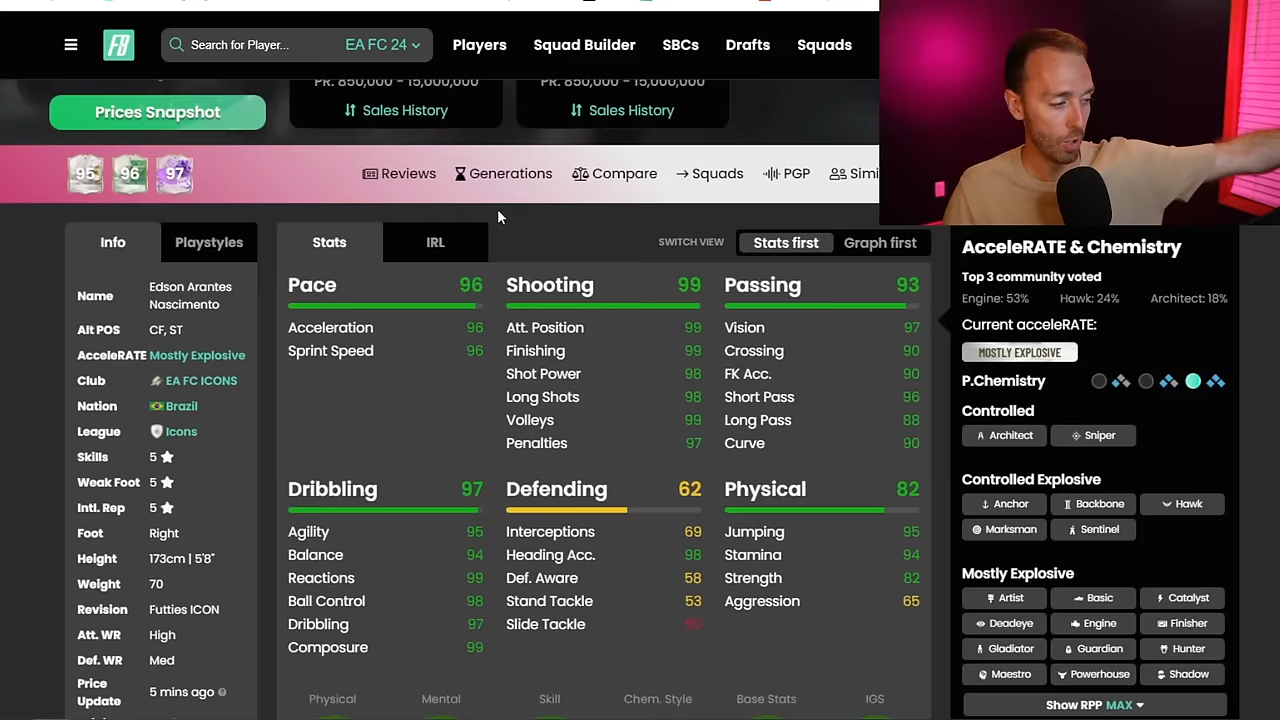 FB Search for Player... EA FC 24 Players Squad Builder SBCs Drafts Squads
PR: 850,000 - 15,000,000 PR: 850,000 - 15,000,000
Prices Snapshot Sales History Sales History
95 96 97 Reviews Generations Compare Squads PGP Simi
Info Playstyles Stats IRL SWITCH VIEW Stats first Graph first
Name Edson Arantes
Nascimento
Alt POS CF, ST
AcceleRATE Mostly Explosive
Club EA FC ICONS
Nation Brazil
League Icons
Skills 5
Weak Foot 5
Intl. Rep 5
Foot Right
Height 173cm | 5'8"
Weight 70
Revision Futties ICON
Att. WR High
Def. WR Med
Price
Update 5 mins ago
Pace 96
Acceleration 96
Sprint Speed 96
Shooting 99
Att. Position 99
Finishing 99
Shot Power 98
Long Shots 98
Volleys 99
Penalties 97
Passing 93
Vision 97
Crossing 90
FK Acc. 90
Short Pass 96
Long Pass 88
Curve 90
Dribbling 97
Agility 95
Balance 94
Reactions 99
Ball Control 98
Dribbling 97
Composure 99
Defending 62
Interceptions 69
Heading Acc. 98
Def. Aware 58
Stand Tackle 53
Slide Tackle
Physical 82
Jumping 95
Stamina 94
Strength 82
Aggression 65
Physical Mental Skill Chem. Style Base Stats IGS
AcceleRATE & Chemistry
Top 3 community voted
Engine: 53% Hawk: 24% Architect: 18%
Current acceleRATE:
MOSTLY EXPLOSIVE
P.Chemistry
Controlled
Architect Sniper
Controlled Explosive
Anchor Backbone Hawk
Marksman Sentinel
Mostly Explosive
Artist Basic Catalyst
Deadeye Engine Finisher
Gladiator Guardian Hunter
Maestro Powerhouse Shadow
Show RPP MAX